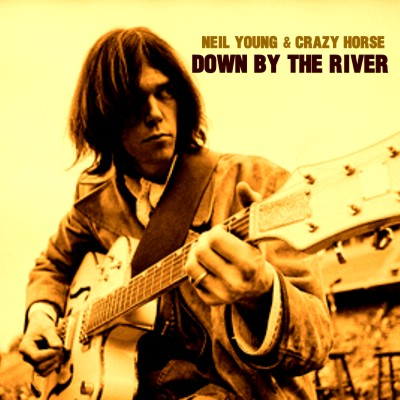 NEIL YOUNG & CRAZY HORSE
DOWN BY THE RIVER